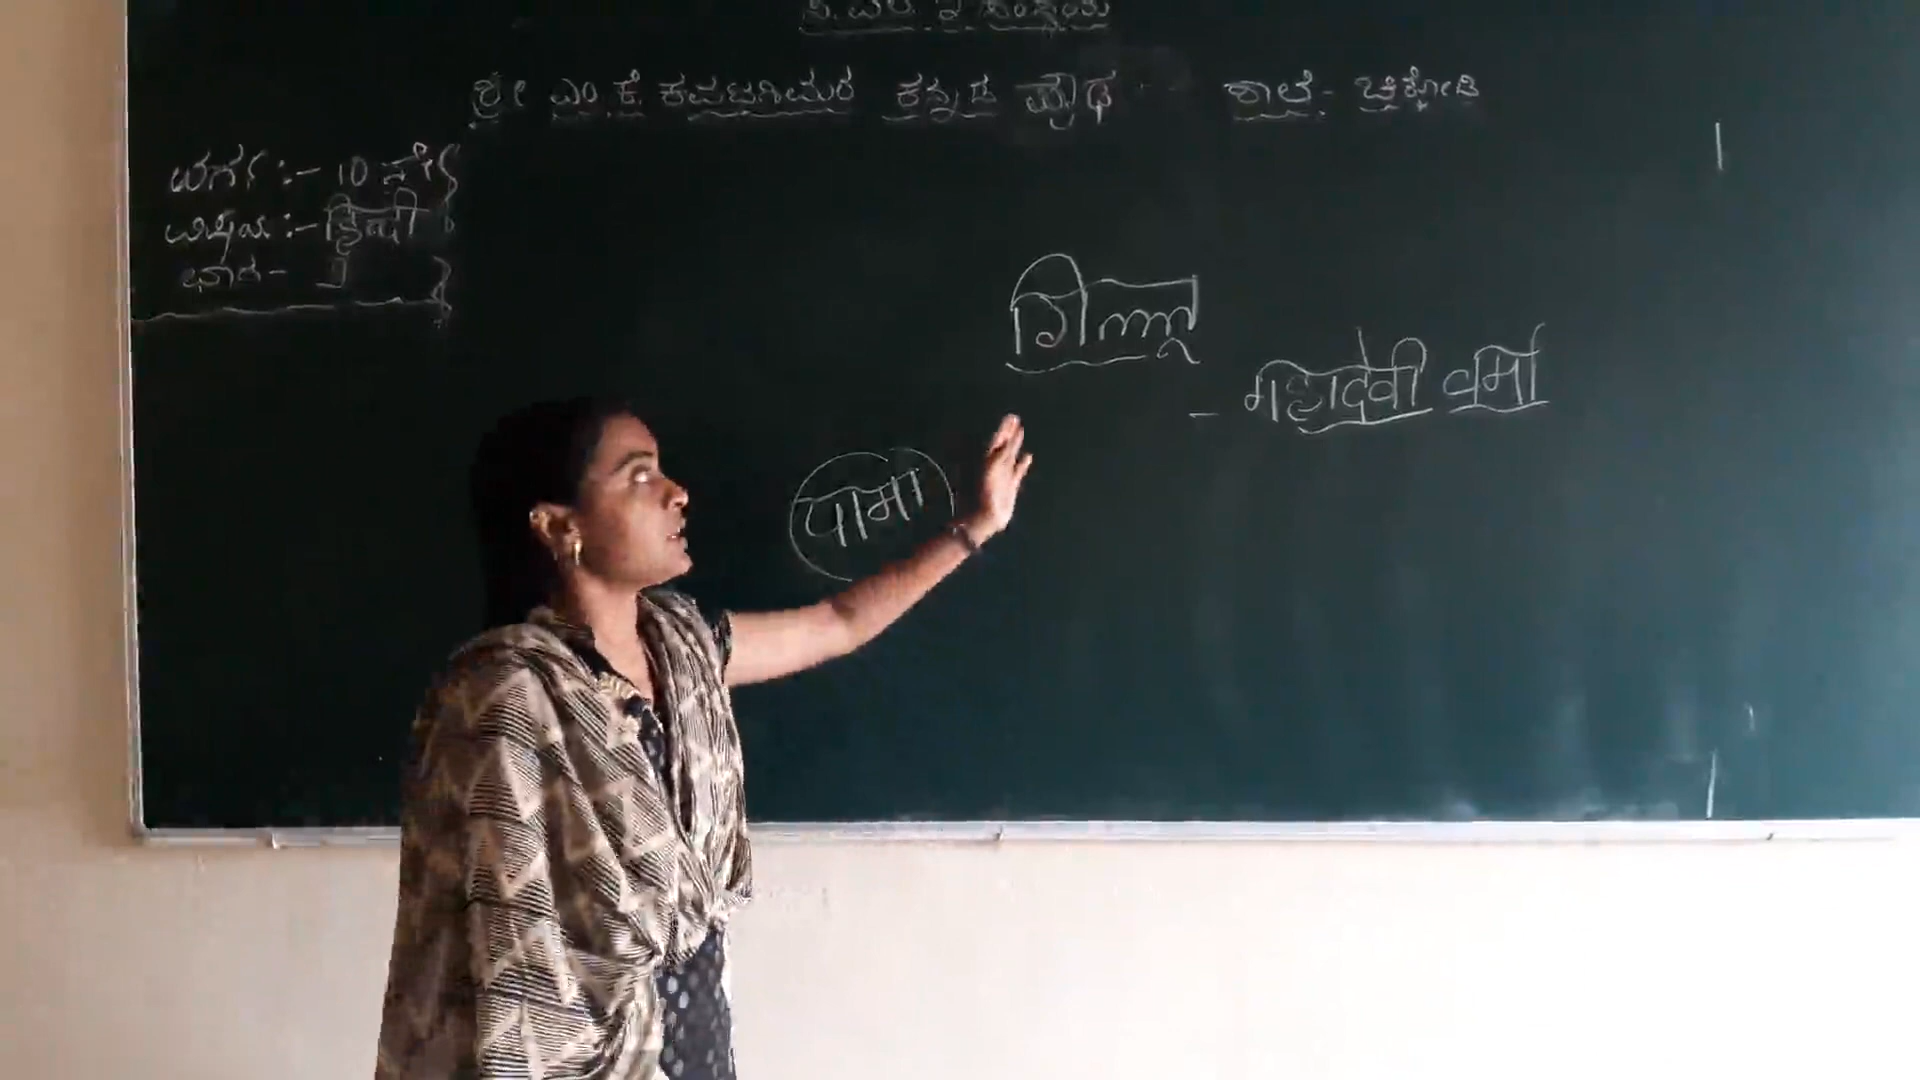 ಶ್ರೀ ಎಂ. ಕೆ. ಕವಟಗಿಮಠ ಕನ್ನಡ ಪ್ರೌಢ ಶಾಲೆ - ಚಿಕ್ಕೋಡಿ
ವರ್ಗ :- 10 ನೇ
ವಿಷಯ :- हिन्दी
ಭಾಗ -
गिल्लू
- महादेवी वर्मा